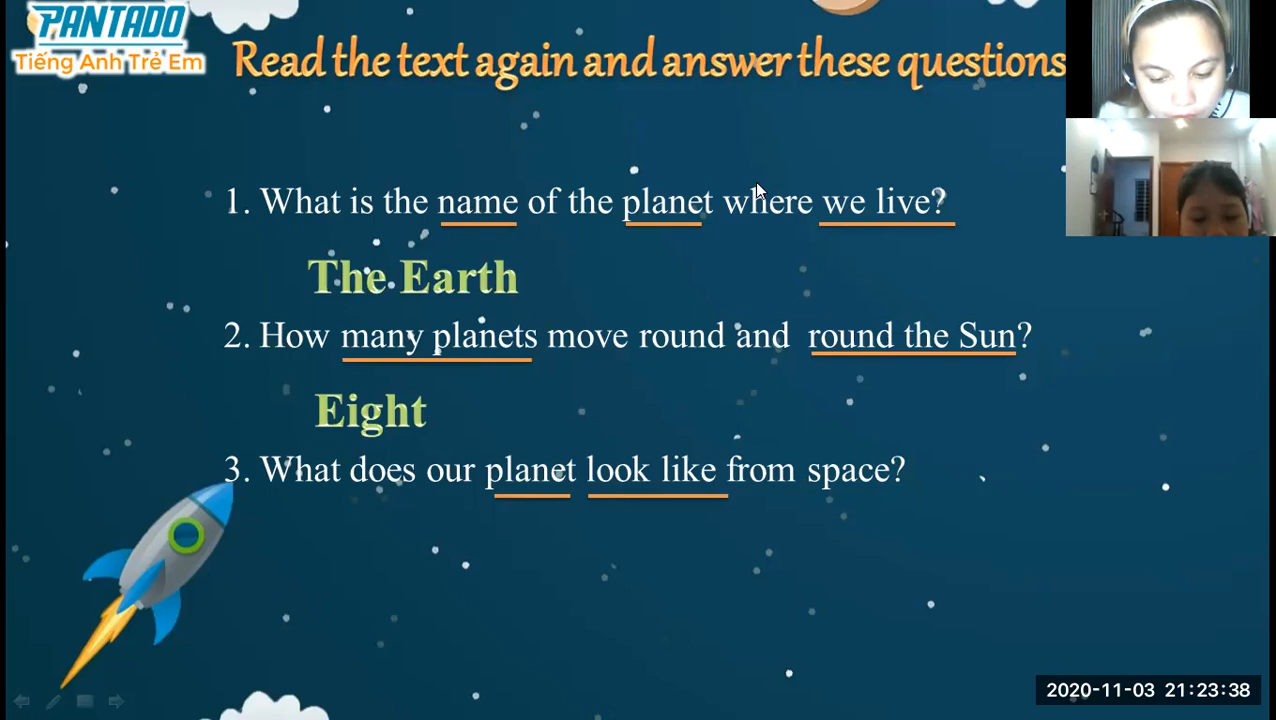 PANTADO
Tiếng Anh Trẻ Em
Read the text again and answer these questions
1. What is the name of the planet where we live?
The Earth
2. How many planets move round and round the Sun?
Eight
3. What does our planet look like from space?
2020-11-03 21:23:38